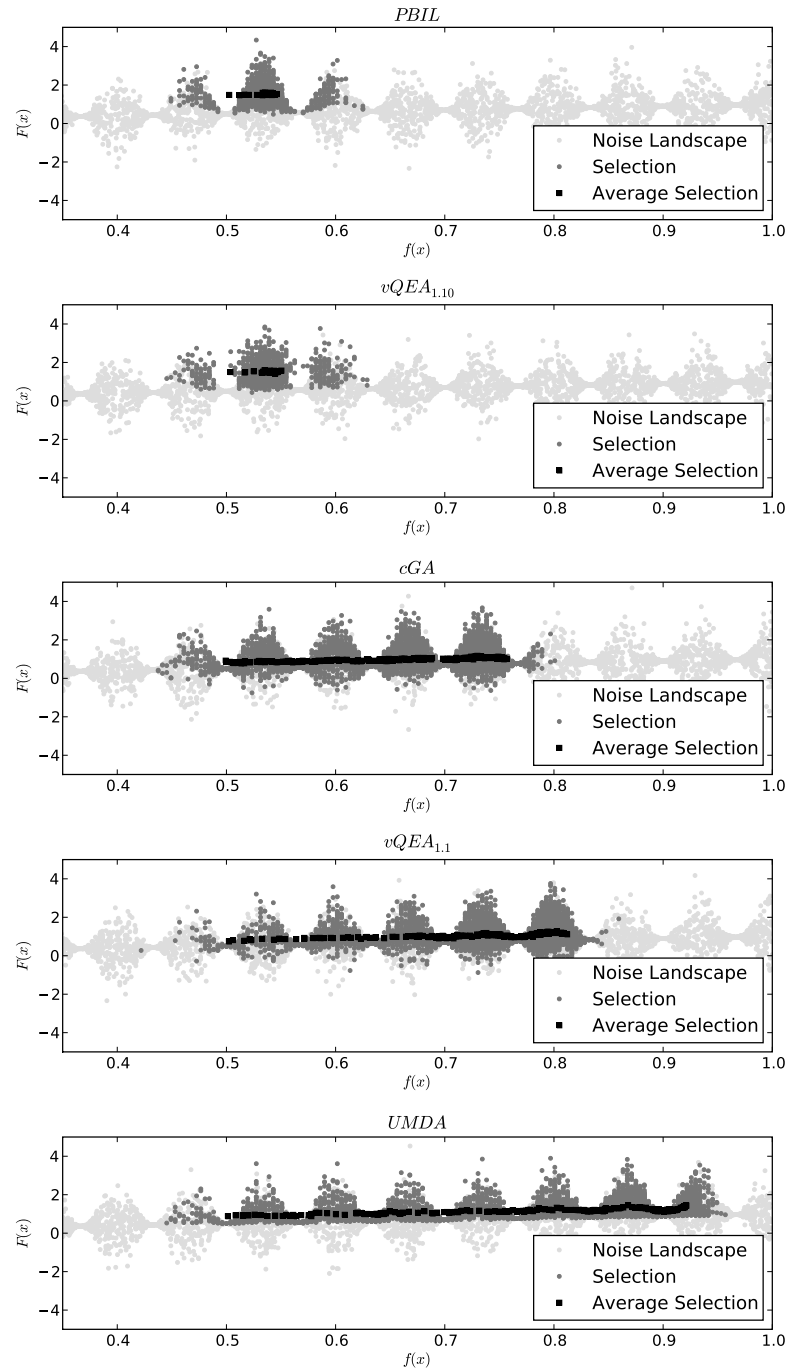 PBIL
4
2
0
−2
−4
F(x)
Noise Landscape
Selection
Average Selection
0.4 0.5 0.6 0.7 0.8 0.9 1.0
f(x)
vQEA1.10
4
2
0
−2
−4
F(x)
Noise Landscape
Selection
Average Selection
0.4 0.5 0.6 0.7 0.8 0.9 1.0
f(x)
cGA
4
2
0
−2
−4
F(x)
Noise Landscape
Selection
Average Selection
0.4 0.5 0.6 0.7 0.8 0.9 1.0
f(x)
vQEA1.1
4
2
0
−2
−4
F(x)
Noise Landscape
Selection
Average Selection
0.4 0.5 0.6 0.7 0.8 0.9 1.0
f(x)
UMDA
4
2
0
−2
−4
F(x)
Noise Landscape
Selection
Average Selection
0.4 0.5 0.6 0.7 0.8 0.9 1.0
f(x)